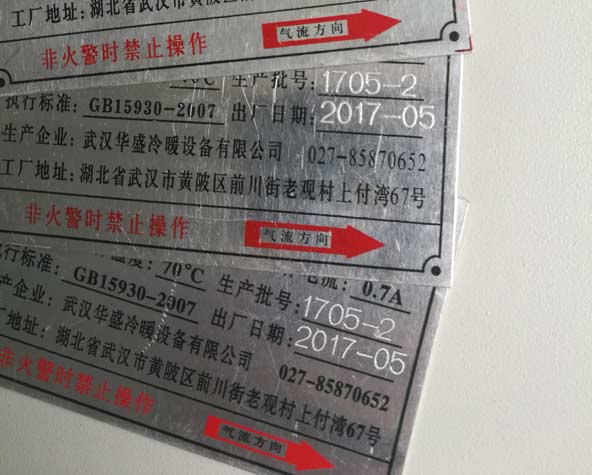 工厂地址:湖北省武汉市黄陂区
非火警时禁止操作 气流方向
70℃ 生产批号:1705-2
执行标准:GB15930-2007 出厂日期:2017-05
生产企业:武汉华盛冷暖设备有限公司 027-85870652
工厂地址:湖北省武汉市黄陂区前川街老观村上付湾67号
非火警时禁止操作 气流方向
温度:70℃ 电流:0.7A
执行标准:GB15930-2007 生产批号:1705-2
生产企业:武汉华盛冷暖设备有限公司 出厂日期:2017-05
027-85870652
湖北省武汉市黄陂区前川街老观村上付湾67号
非火警时禁止操作 气流方向